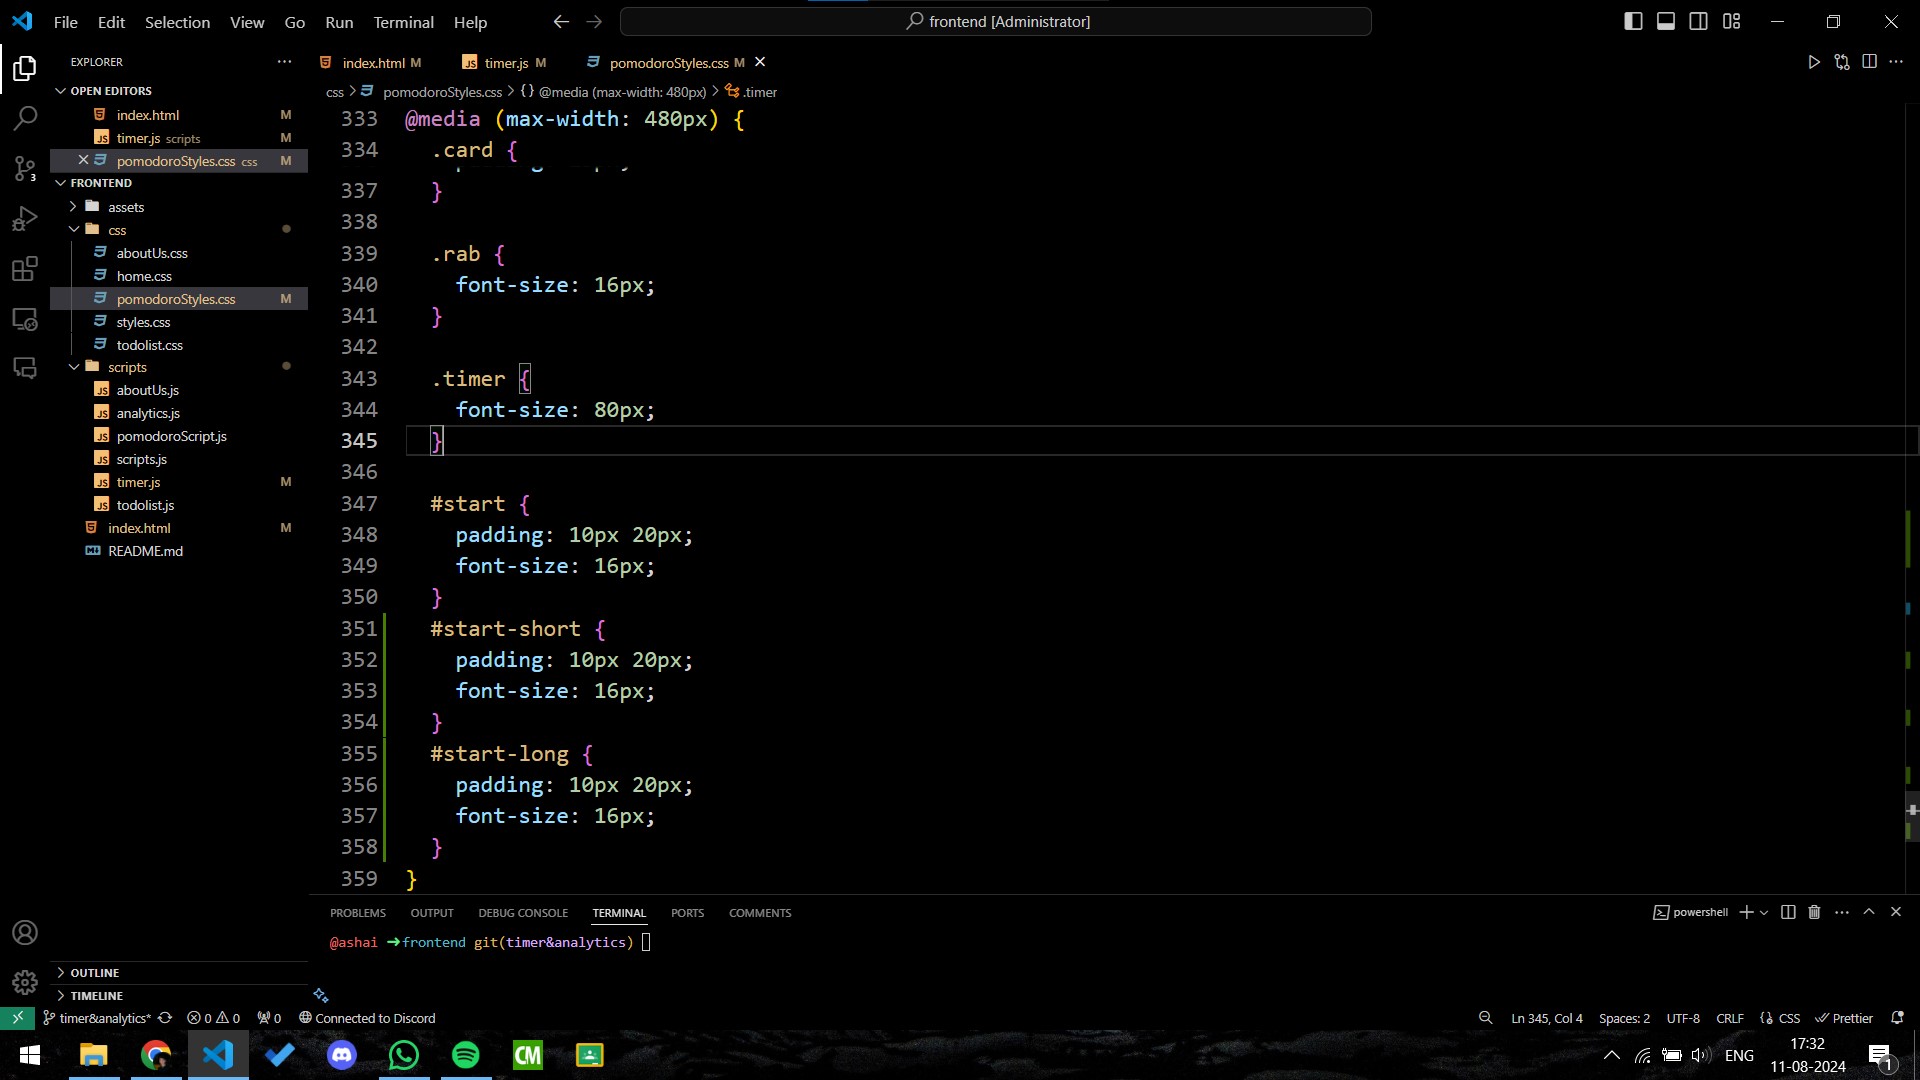 File Edit Selection View Go Run Terminal Help
frontend [Administrator]
EXPLORER
OPEN EDITORS
index.html M
timer.js scripts M
pomodoroStyles.css css M
FRONTEND
assets
css
aboutUs.css
home.css
pomodoroStyles.css M
styles.css
todolist.css
scripts
aboutUs.js
analytics.js
pomodoroScript.js
scripts.js
timer.js M
todolist.js
index.html M
README.md
OUTLINE
TIMELINE
3
index.html M timer.js M pomodoroStyles.css M
css > pomodoroStyles.css > {} @media (max-width: 480px) > .timer
333 @media (max-width: 480px) {
334 .card {
337 }
338
339 .rab {
340 font-size: 16px;
341 }
342
343 .timer {
344 font-size: 80px;
345 }
346
347 #start {
348 padding: 10px 20px;
349 font-size: 16px;
350 }
351 #start-short {
352 padding: 10px 20px;
353 font-size: 16px;
354 }
355 #start-long {
356 padding: 10px 20px;
357 font-size: 16px;
358 }
359 }
PROBLEMS OUTPUT DEBUG CONSOLE TERMINAL PORTS COMMENTS
powershell
@ashai ➜frontend git(timer&analytics)
timer&analytics* 0 0 0 Connected to Discord
Ln 345, Col 4 Spaces: 2 UTF-8 CRLF {} CSS Prettier
CM
ENG
17:32
11-08-2024
1